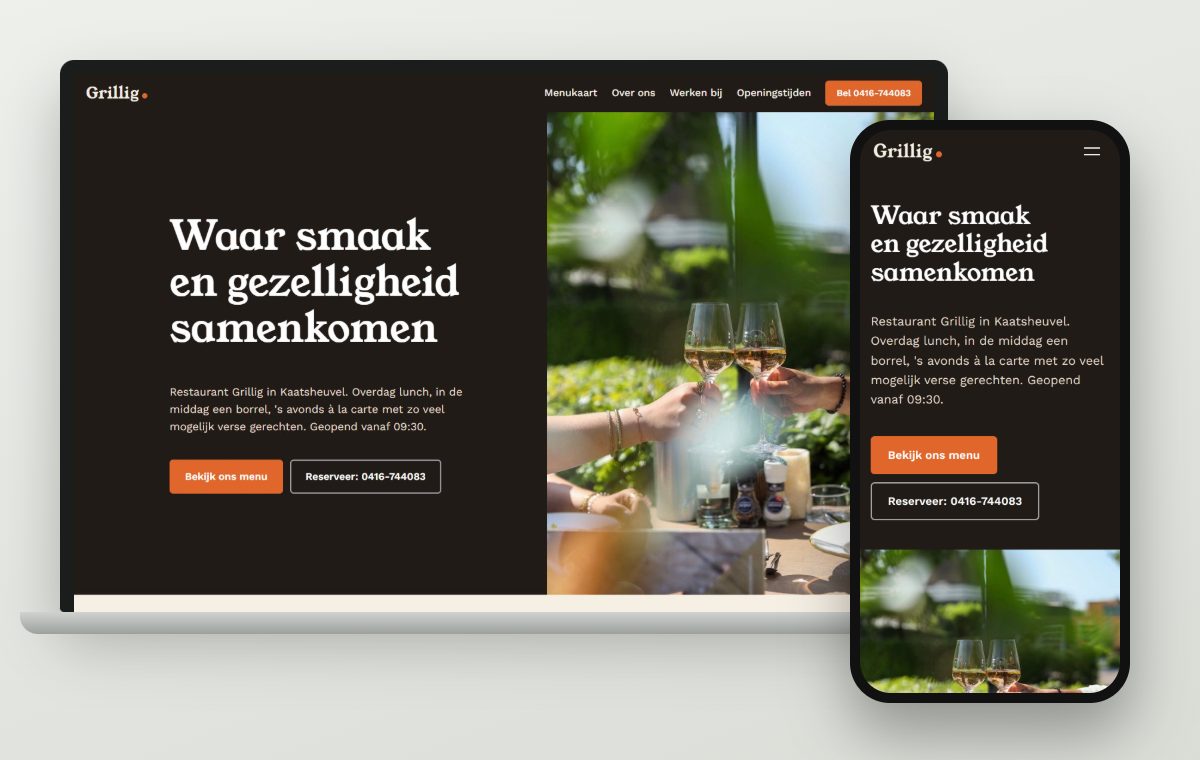 Grillig.
Menukaart Over ons Werken bij Openingstijden Bel 0416-744083
Waar smaak
en gezelligheid
samenkomen
Restaurant Grillig in Kaatsheuvel. Overdag lunch, in de
middag een borrel, 's avonds à la carte met zo veel
mogelijk verse gerechten. Geopend vanaf 09:30.
Bekijk ons menu Reserveer: 0416-744083
Grillig.
Waar smaak
en gezelligheid
samenkomen
Restaurant Grillig in Kaatsheuvel.
Overdag lunch, in de middag een
borrel, 's avonds à la carte met zo veel
mogelijk verse gerechten. Geopend
vanaf 09:30.
Bekijk ons menu
Reserveer: 0416-744083